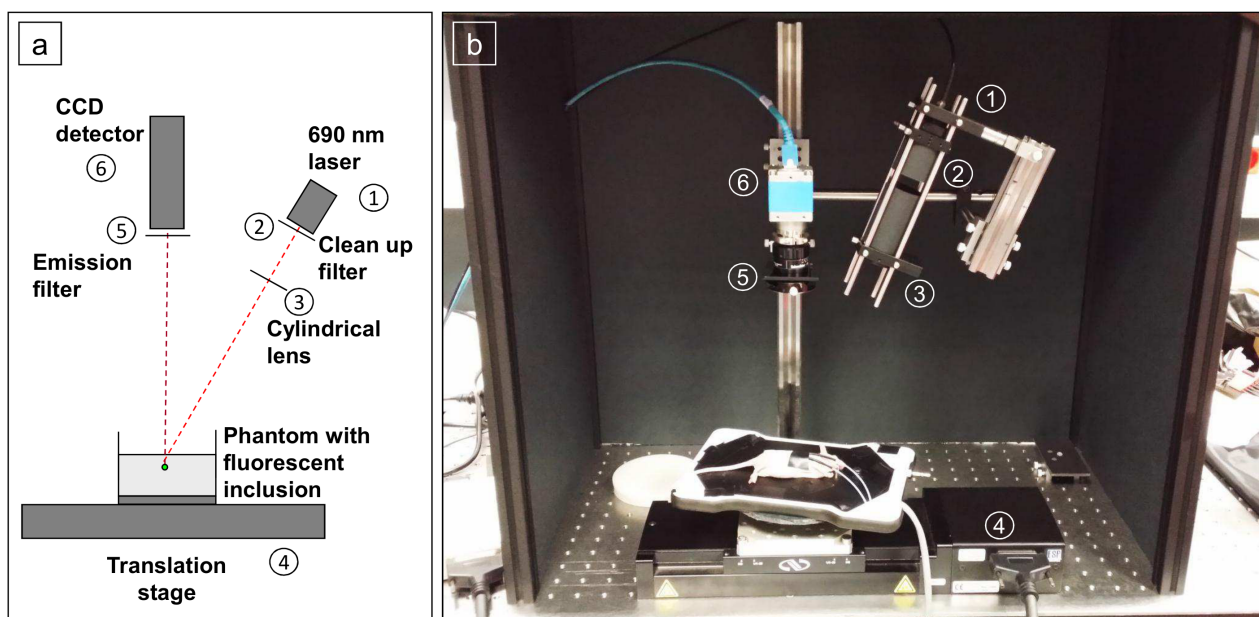 a
CCD
detector
⑥
690 nm
laser
①
②
⑤
Clean up
filter
Emission
filter
③
Cylindrical
lens
Phantom with
fluorescent
inclusion
④
Translation
stage
b
①
②
⑥
⑤
③
④